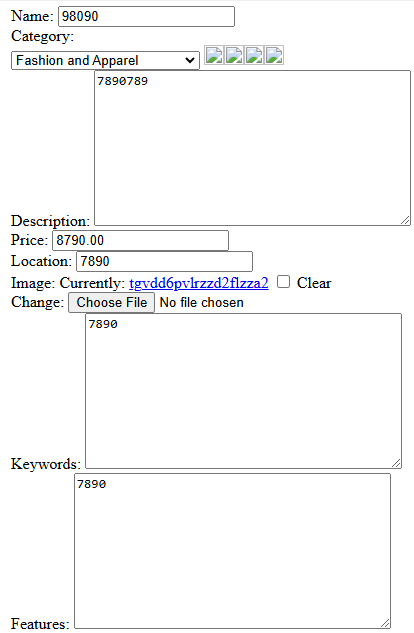 Name: 98090
Category:
Fashion and Apparel
7890789
Description:
Price: 8790.00
Location: 7890
Image: Currently: tgvdd6pvlrzzd2flzza2 Clear
Change: Choose File No file chosen
7890
Keywords:
7890
Features: